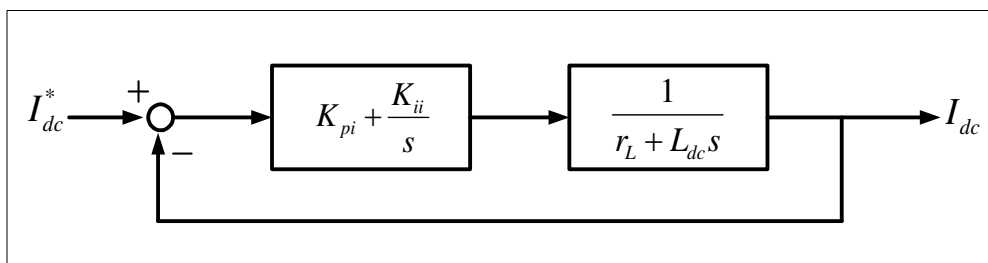 I*dc
+
−
Kpi + Kii/s
1/(rL + Ldc s)
Idc